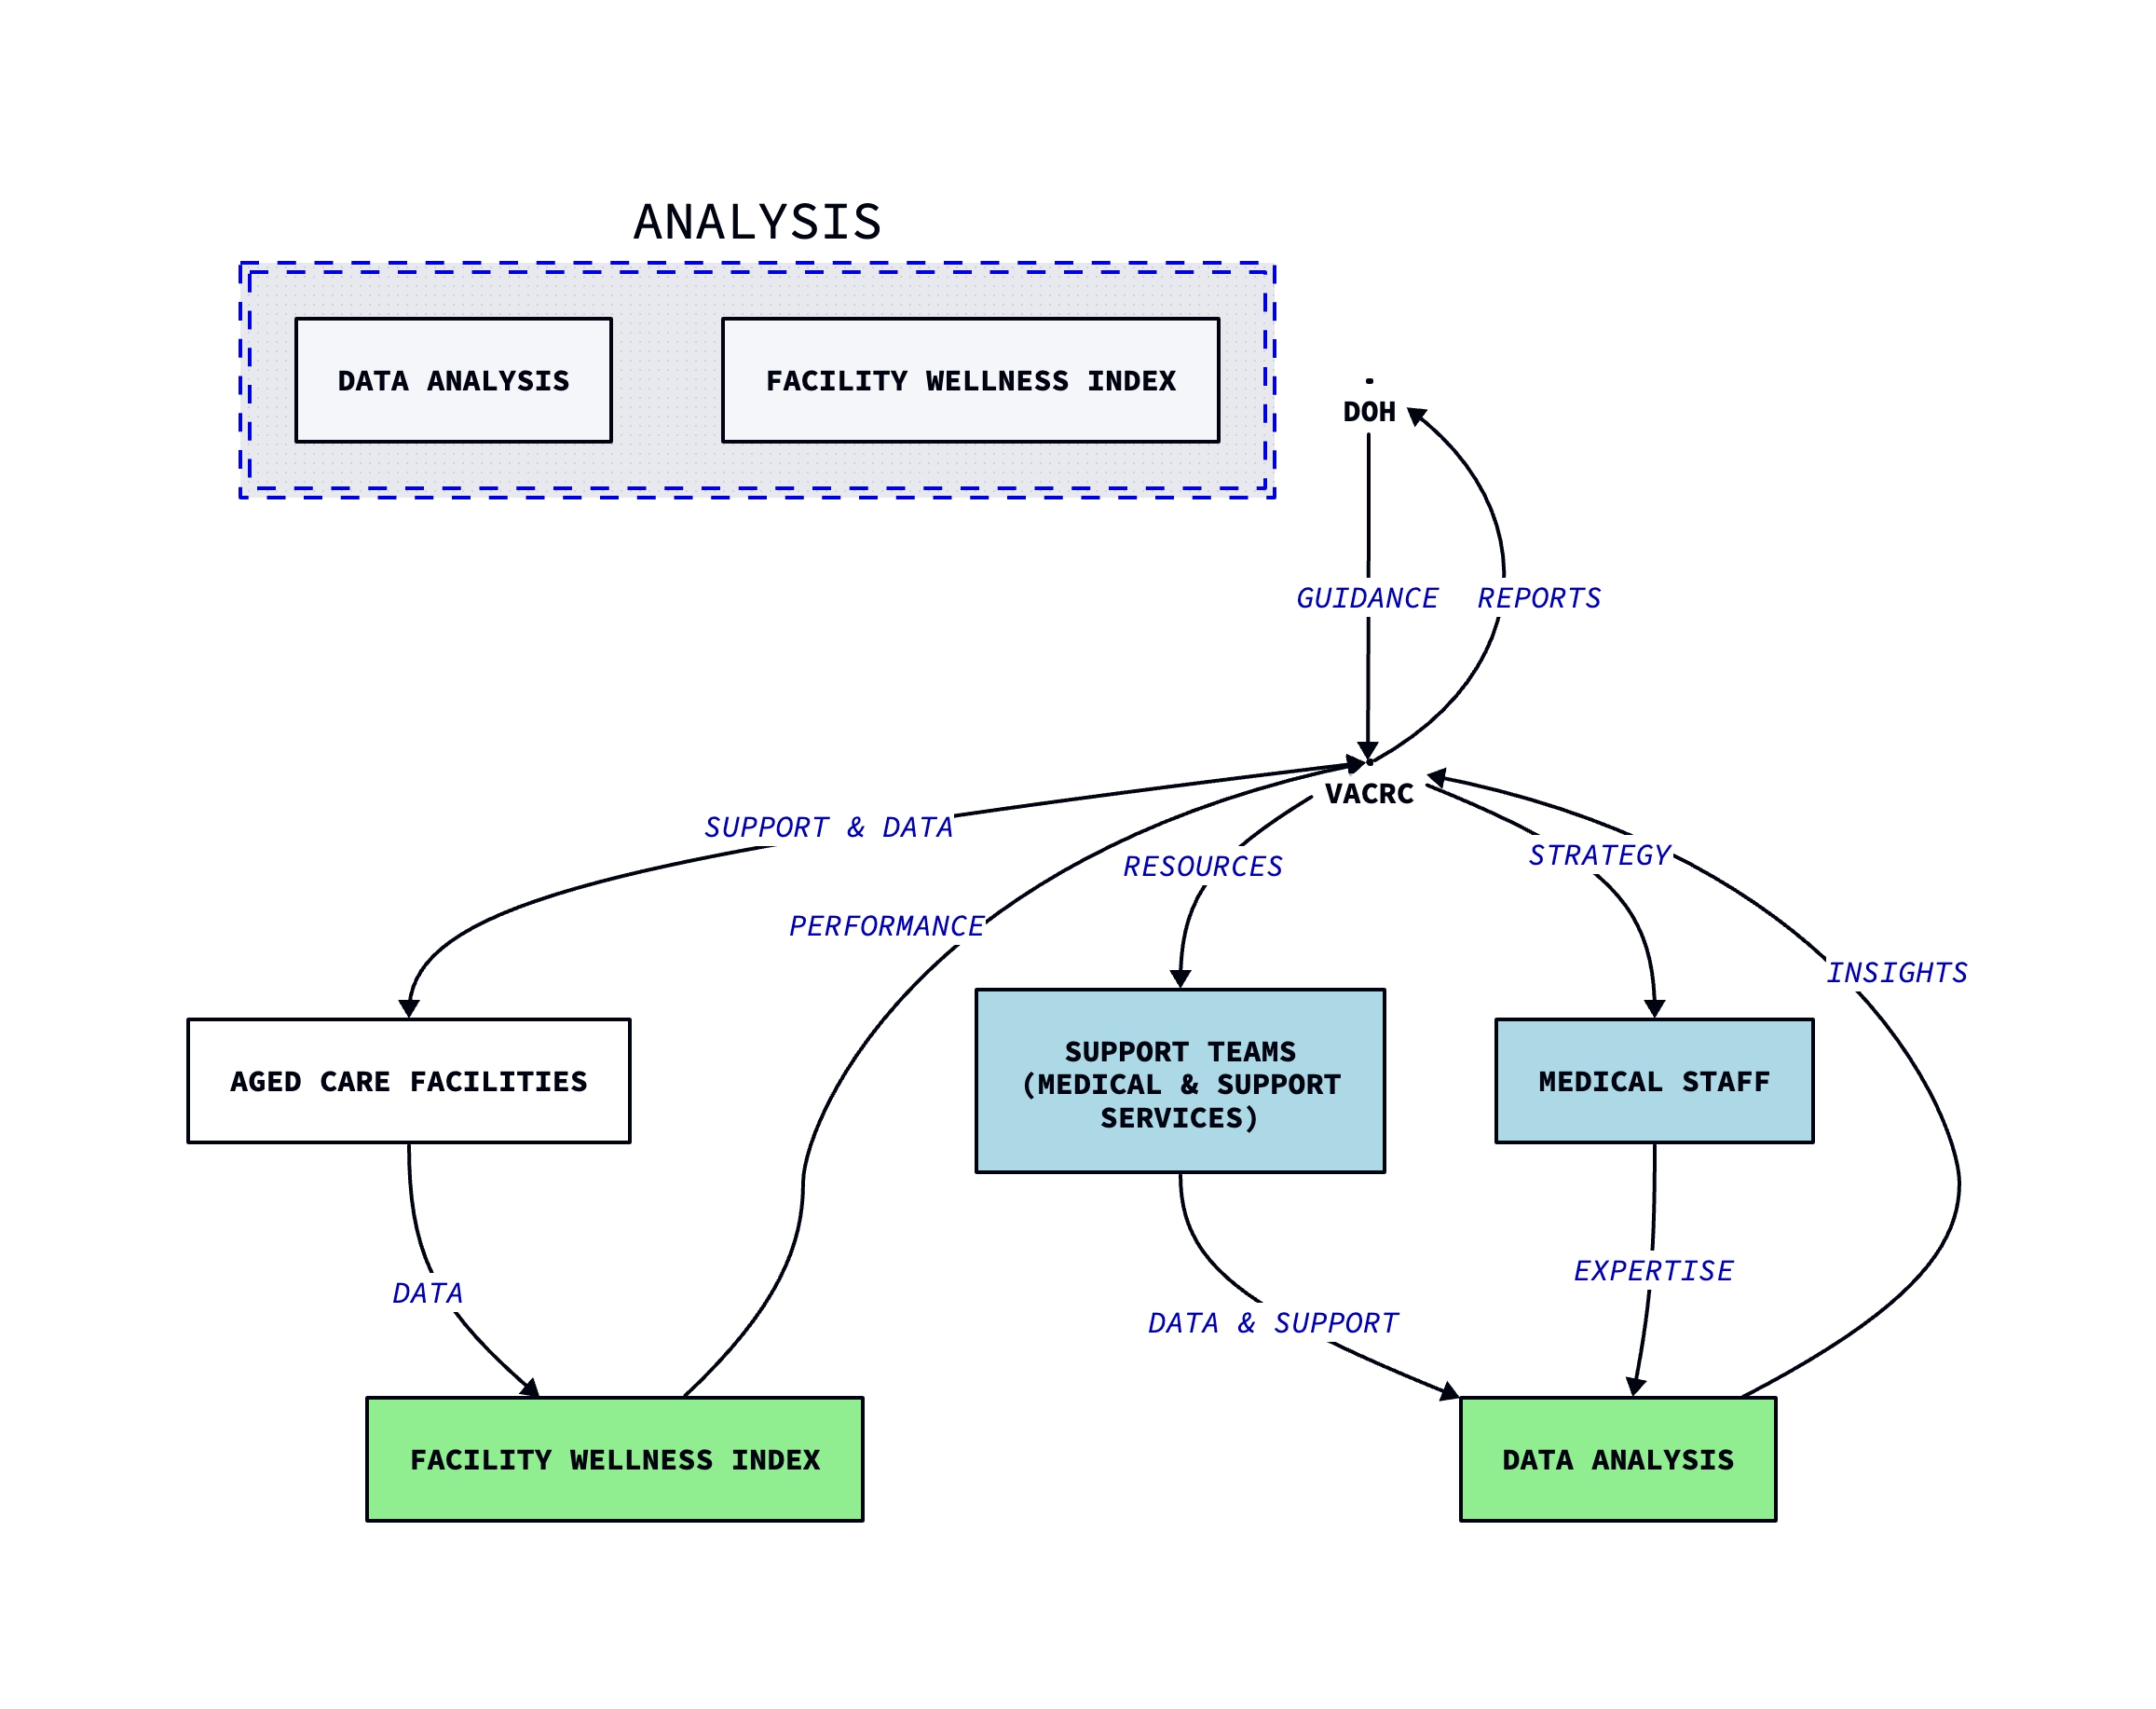 ANALYSIS
DATA ANALYSIS
FACILITY WELLNESS INDEX
DOH
GUIDANCE
REPORTS
VACRC
SUPPORT & DATA
STRATEGY
RESOURCES
PERFORMANCE
INSIGHTS
AGED CARE FACILITIES
SUPPORT TEAMS
(MEDICAL & SUPPORT
SERVICES)
MEDICAL STAFF
EXPERTISE
DATA
DATA & SUPPORT
FACILITY WELLNESS INDEX
DATA ANALYSIS